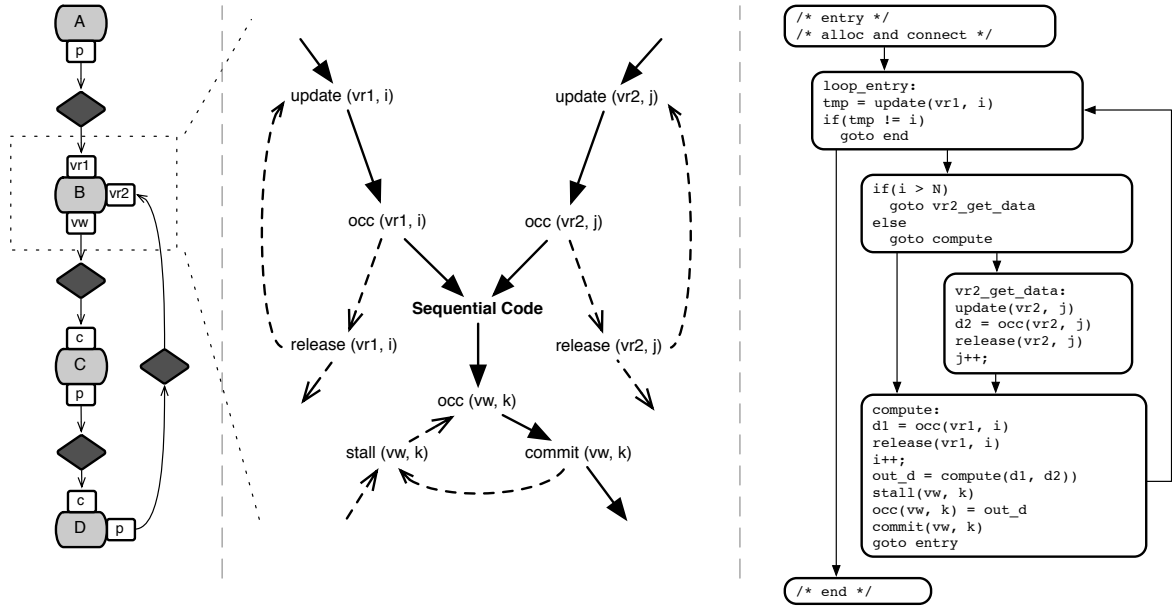 A
p
vr1
B
vr2
vw
c
C
p
c
D
p
update (vr1, i)
update (vr2, j)
occ (vr1, i)
occ (vr2, j)
Sequential Code
release (vr1, i)
release (vr2, j)
occ (vw, k)
stall (vw, k)
commit (vw, k)
/* entry */
/* alloc and connect */
loop_entry:
tmp = update(vr1, i)
if(tmp != i)
goto end
if(i > N)
goto vr2_get_data
else
goto compute
vr2_get_data:
update(vr2, j)
d2 = occ(vr2, j)
release(vr2, j)
j++;
compute:
d1 = occ(vr1, i)
release(vr1, i)
i++;
out_d = compute(d1, d2))
stall(vw, k)
occ(vw, k) = out_d
commit(vw, k)
goto entry
/* end */